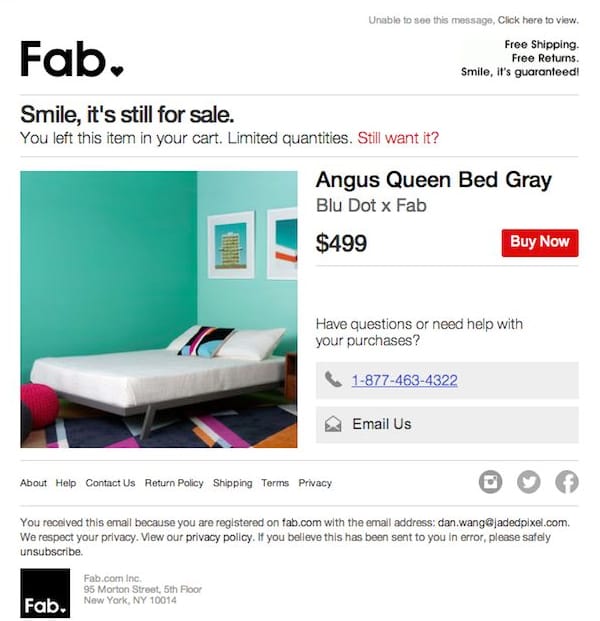 Unable to see this message, Click here to view.
Fab.
Free Shipping.
Free Returns.
Smile, it's guaranteed!
Smile, it's still for sale.
You left this item in your cart. Limited quantities. Still want it?
Angus Queen Bed Gray
Blu Dot x Fab
$499
Buy Now
Have questions or need help with
your purchases?
1-877-463-4322
Email Us
About Help Contact Us Return Policy Shipping Terms Privacy
You received this email because you are registered on fab.com with the email address: dan.wang@jadedpixel.com.
We respect your privacy. View our privacy policy. If you believe this has been sent to you in error, please safely
unsubscribe.
Fab.
Fab.com Inc.
95 Morton Street, 5th Floor
New York, NY 10014